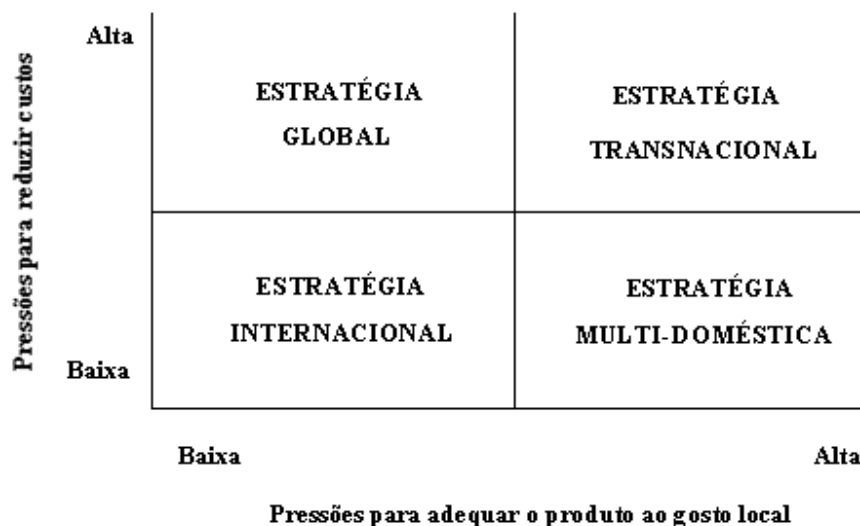 Pressões para reduzir custos
Alta
ESTRATÉGIA
GLOBAL
ESTRATÉGIA
TRANSNACIONAL
ESTRATÉGIA
INTERNACIONAL
ESTRATÉGIA
MULTI-DOMÉSTICA
Baixa
Baixa
Alta
Pressões para adequar o produto ao gosto local